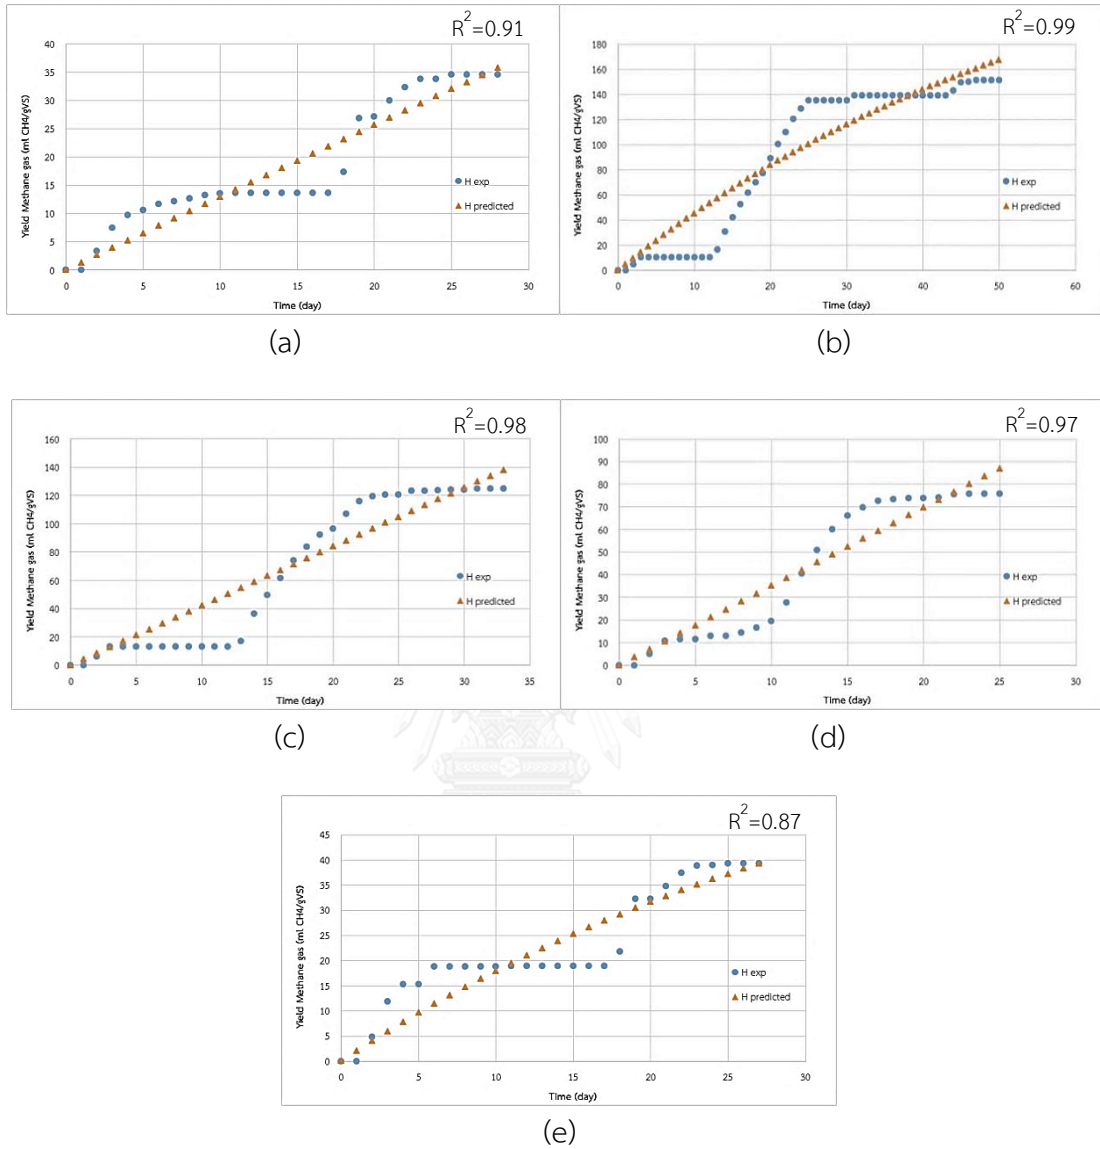 R²=0.91
Yield Methane gas (ml CH4/gVS)
40
35
30
25
20
15
10
5
0
0 5 10 15 20 25 30
Time (day)
H exp
H predicted
(a)
R²=0.99
Yield Methane gas (ml CH4/gVS)
180
160
140
120
100
80
60
40
20
0
0 10 20 30 40 50 60
Time (day)
H exp
H predicted
(b)
R²=0.98
Yield Methane gas (ml CH4/gVS)
160
140
120
100
80
60
40
20
0
0 5 10 15 20 25 30 35
Time (day)
H exp
H predicted
(c)
R²=0.97
Yield Methane gas (ml CH4/gVS)
100
90
80
70
60
50
40
30
20
10
0
0 5 10 15 20 25 30
Time (day)
H exp
H predicted
(d)
R²=0.87
Yield Methane gas (ml CH4/gVS)
45
40
35
30
25
20
15
10
5
0
0 5 10 15 20 25 30
Time (day)
H exp
H predicted
(e)